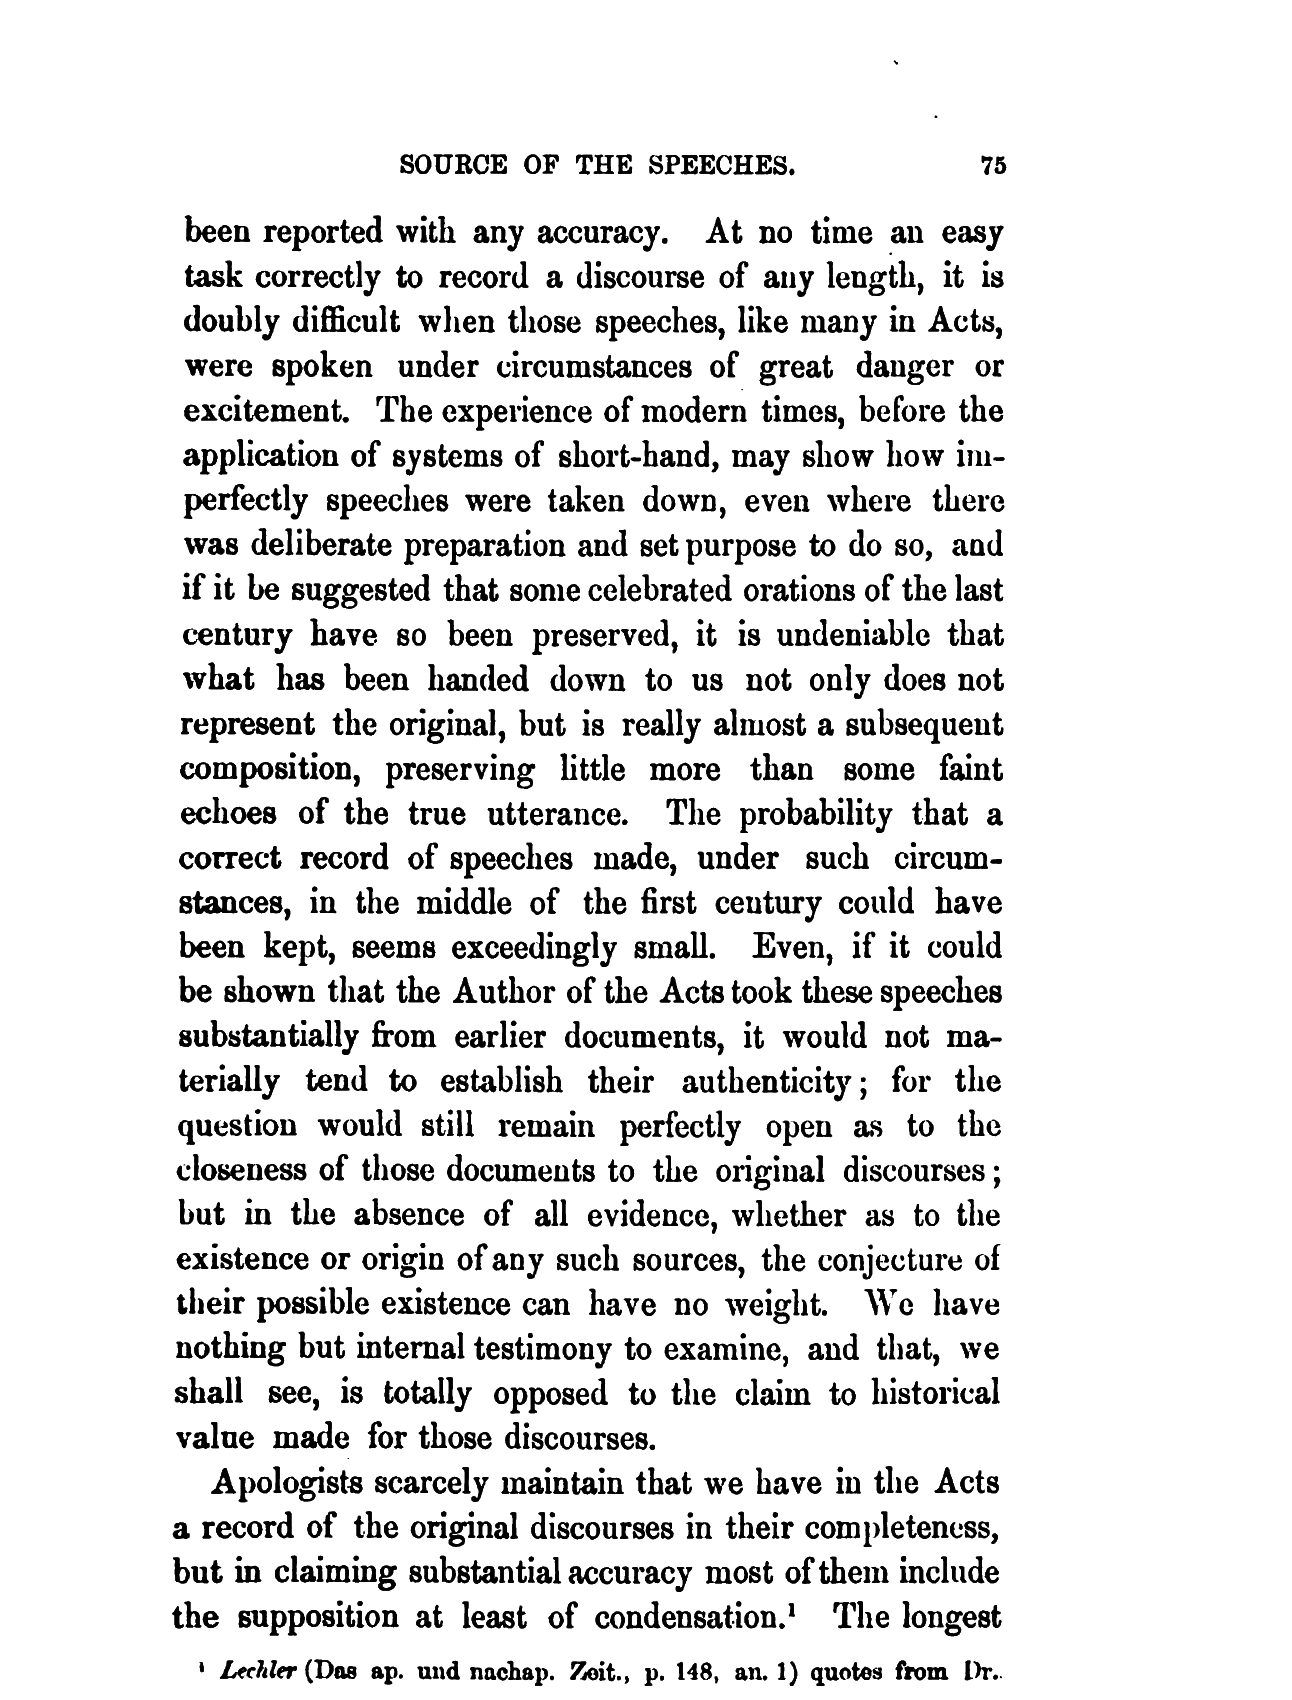 SOURCE OF THE SPEECHES. 75
been reported with any accuracy. At no time an easy
task correctly to record a discourse of any length, it is
doubly difficult when those speeches, like many in Acts,
were spoken under circumstances of great danger or
excitement. The experience of modern times, before the
application of systems of short-hand, may show how im-
perfectly speeches were taken down, even where there
was deliberate preparation and set purpose to do so, and
if it be suggested that some celebrated orations of the last
century have so been preserved, it is undeniable that
what has been handed down to us not only does not
represent the original, but is really almost a subsequent
composition, preserving little more than some faint
echoes of the true utterance. The probability that a
correct record of speeches made, under such circum-
stances, in the middle of the first century could have
been kept, seems exceedingly small. Even, if it could
be shown that the Author of the Acts took these speeches
substantially from earlier documents, it would not ma-
terially tend to establish their authenticity; for the
question would still remain perfectly open as to the
closeness of those documents to the original discourses;
but in the absence of all evidence, whether as to the
existence or origin of any such sources, the conjecture of
their possible existence can have no weight. We have
nothing but internal testimony to examine, and that, we
shall see, is totally opposed to the claim to historical
value made for those discourses.
Apologists scarcely maintain that we have in the Acts
a record of the original discourses in their completeness,
but in claiming substantial accuracy most of them include
the supposition at least of condensation.¹ The longest
¹ Lechler (Das ap. und nachap. Zeit., p. 148, an. 1) quotes from Dr.